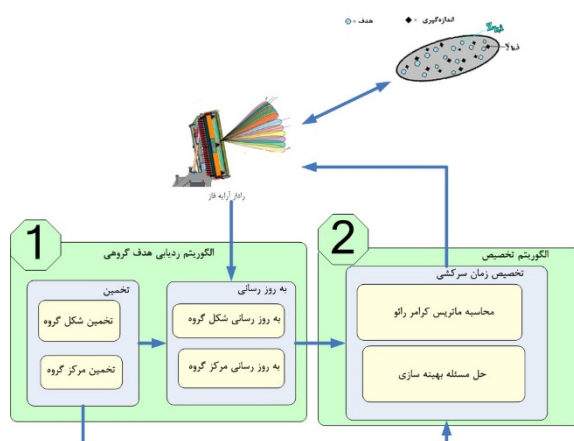 هدف = اندازه‌گیری =
رادار آرایه فاز
1
الگوریتم ردیابی هدف گروهی
تخمین
تخمین شکل گروه
تخمین مرکز گروه
به روز رسانی
به روز رسانی شکل گروه
به روز رسانی مرکز گروه
2
الگوریتم تخصیص
تخصیص زمان سرکشی
محاسبه ماتریس کرامر رائو
حل مسئله بهینه سازی